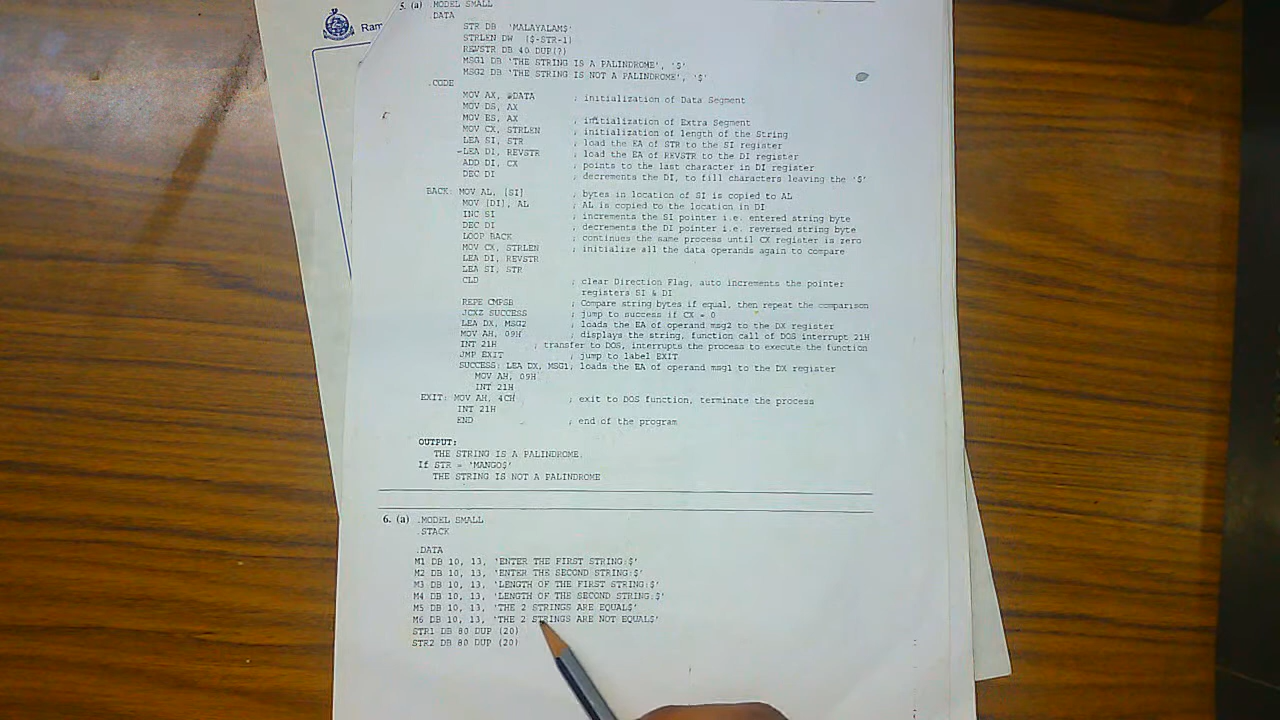 Ram
5. (a) .MODEL SMALL
.DATA
STR DB 'MALAYALAM$'
STRLEN DW ($-STR-1)
REVSTR DB 40 DUP(?)
MSG1 DB 'THE STRING IS A PALINDROME', '$'
MSG2 DB 'THE STRING IS NOT A PALINDROME', '$'
.CODE
MOV AX, @DATA ; initialization of Data Segment
MOV DS, AX
MOV ES, AX ; initialization of Extra Segment
MOV CX, STRLEN ; initialization of length of the String
LEA SI, STR ; load the EA of STR to the SI register
LEA DI, REVSTR ; load the EA of REVSTR to the DI register
ADD DI, CX ; points to the last character in DI register
DEC DI ; decrements the DI, to fill characters leaving the '$'
BACK: MOV AL, [SI] ; bytes in location of SI is copied to AL
MOV [DI], AL ; AL is copied to the location in DI
INC SI ; increments the SI pointer i.e. entered string byte
DEC DI ; decrements the DI pointer i.e. reversed string byte
LOOP BACK ; continues the same process until CX register is zero
MOV CX, STRLEN ; initialize all the data operands again to compare
LEA DI, REVSTR
LEA SI, STR
CLD ; clear Direction Flag, auto increments the pointer
registers SI & DI
REPE CMPSB ; Compare string bytes if equal, then repeat the comparison
JCXZ SUCCESS ; jump to success if CX = 0
LEA DX, MSG2 ; loads the EA of operand msg2 to the DX register
MOV AH, 09H ; displays the string, function call of DOS interrupt 21H
INT 21H ; transfer to DOS, interrupts the process to execute the function
JMP EXIT ; jump to label EXIT
SUCCESS: LEA DX, MSG1; loads the EA of operand msg1 to the DX register
MOV AH, 09H
INT 21H
EXIT: MOV AH, 4CH ; exit to DOS function, terminate the process
INT 21H
END ; end of the program
OUTPUT:
THE STRING IS A PALINDROME.
If STR = 'MANGO$'
THE STRING IS NOT A PALINDROME
6. (a) .MODEL SMALL
.STACK
.DATA
M1 DB 10, 13, 'ENTER THE FIRST STRING:$'
M2 DB 10, 13, 'ENTER THE SECOND STRING:$'
M3 DB 10, 13, 'LENGTH OF THE FIRST STRING:$'
M4 DB 10, 13, 'LENGTH OF THE SECOND STRING:$'
M5 DB 10, 13, 'THE 2 STRINGS ARE EQUAL$'
M6 DB 10, 13, 'THE 2 STRINGS ARE NOT EQUAL$'
STR1 DB 80 DUP (20)
STR2 DB 80 DUP (20)